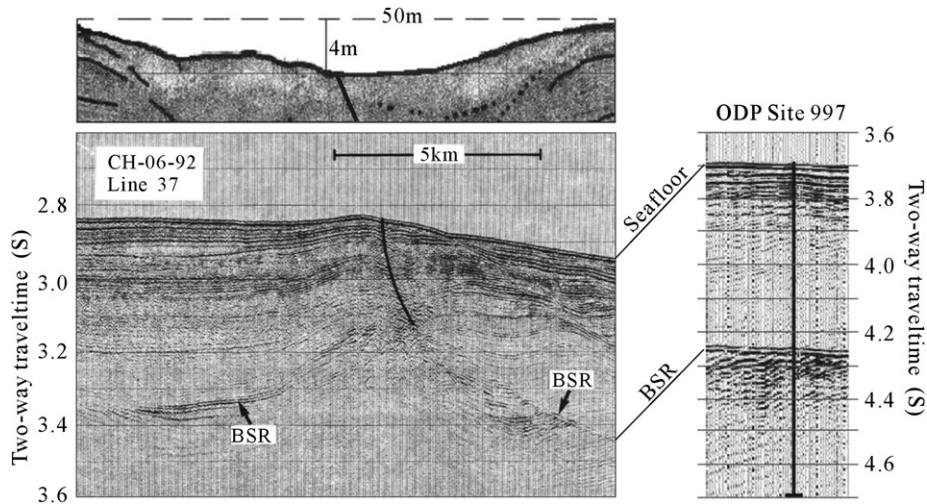 50m
4m
ODP Site 997
CH-06-92
Line 37
5km
Seafloor
BSR
BSR
BSR
Two-way traveltime (S)
2.8
3.0
3.2
3.4
3.6
3.6
3.8
4.0
4.2
4.4
4.6
Two-way traveltime (S)